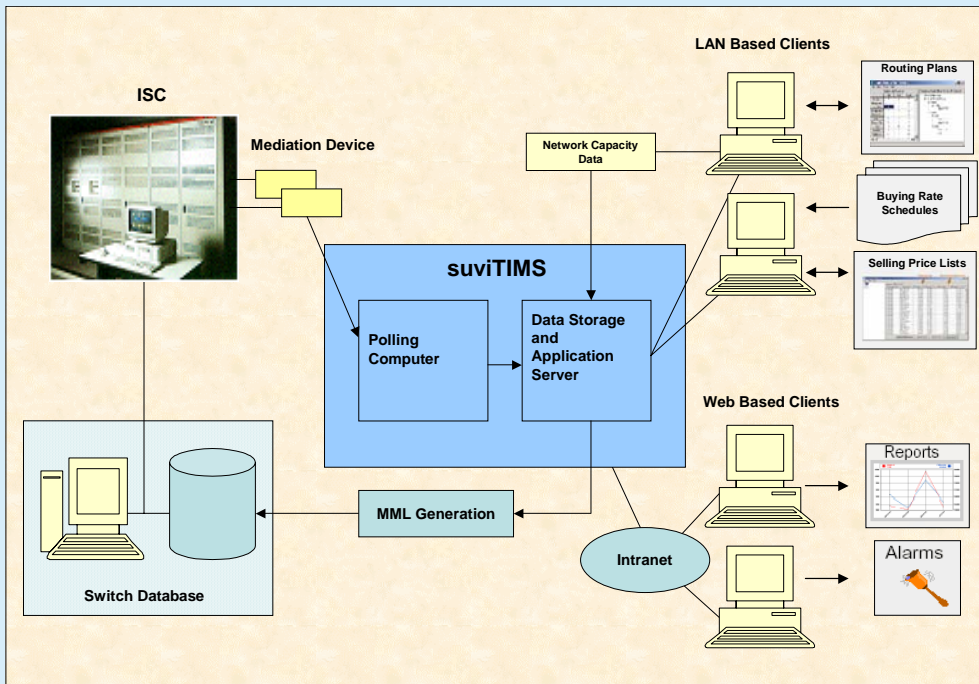 LAN Based Clients
Routing Plans
ISC
Mediation Device
Network Capacity
Data
Buying Rate
Schedules
suviTIMS
Selling Price Lists
Polling
Computer
Data Storage
and
Application
Server
Web Based Clients
Reports
MML Generation
Intranet
Alarms
Switch Database